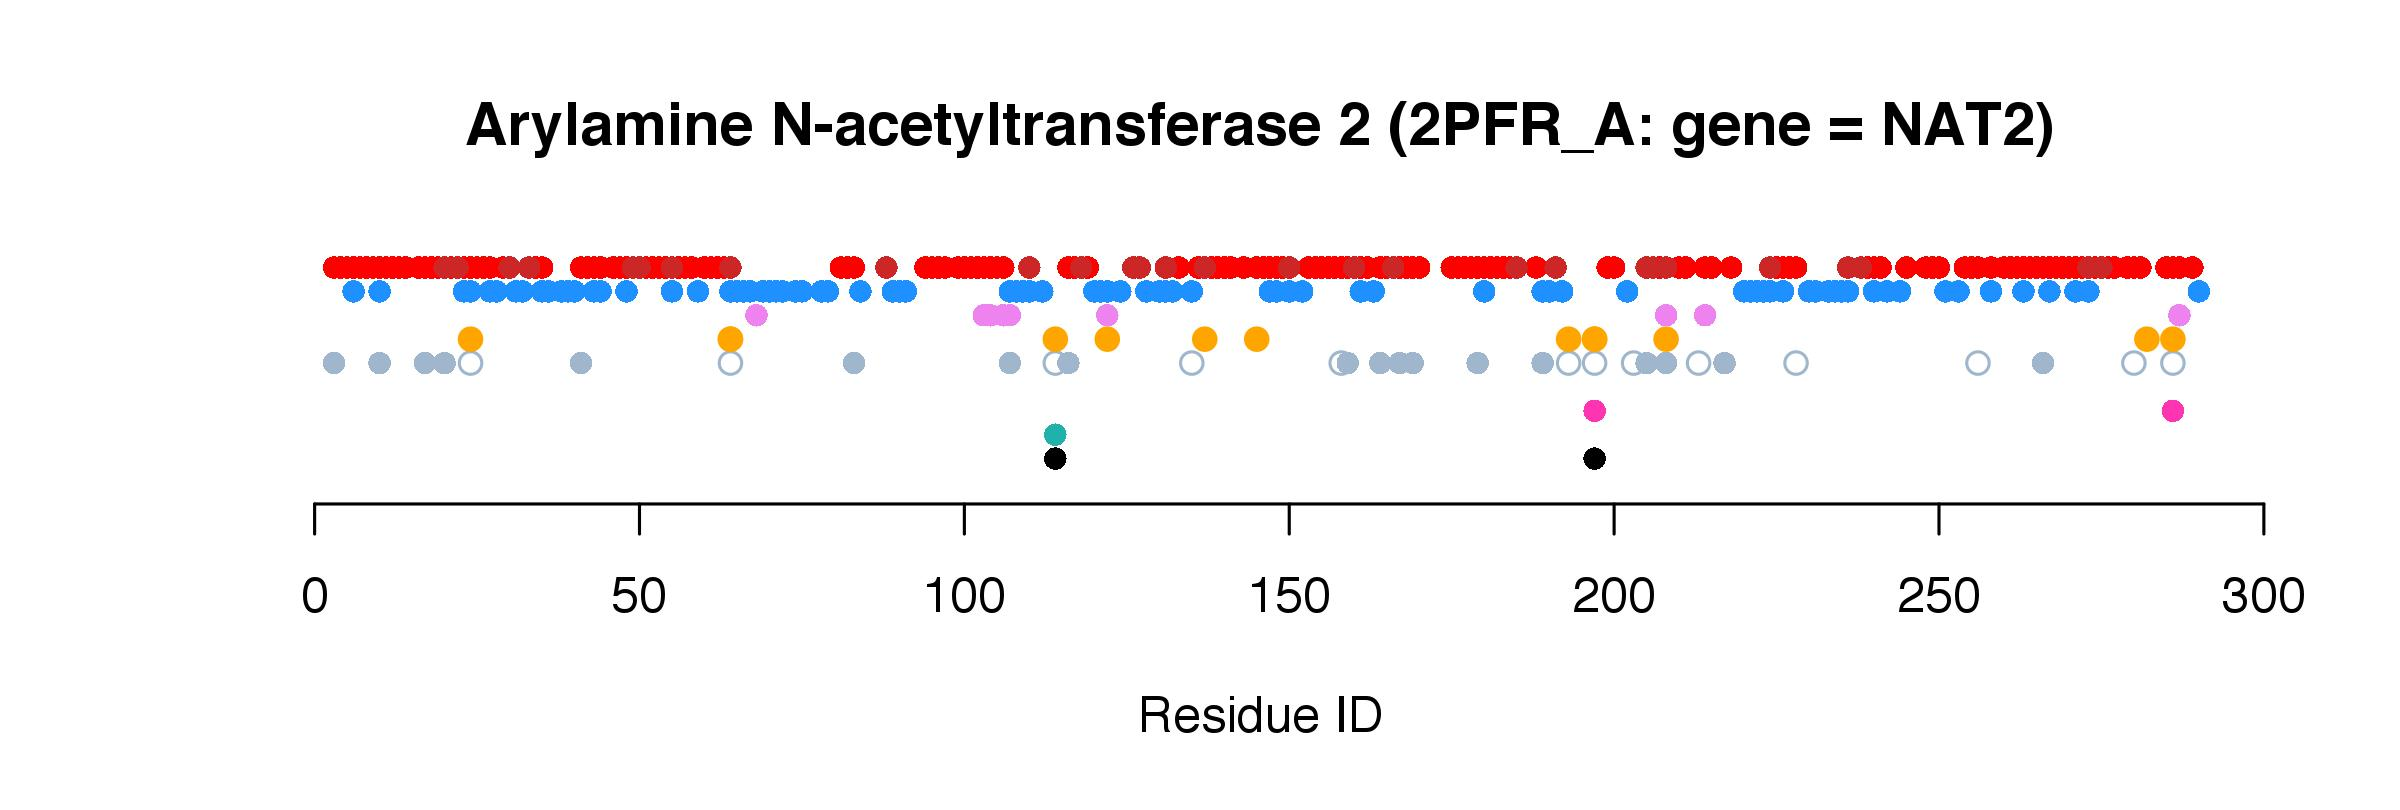 Arylamine N-acetyltransferase 2 (2PFR_A: gene = NAT2)
0 50 100 150 200 250 300
Residue ID